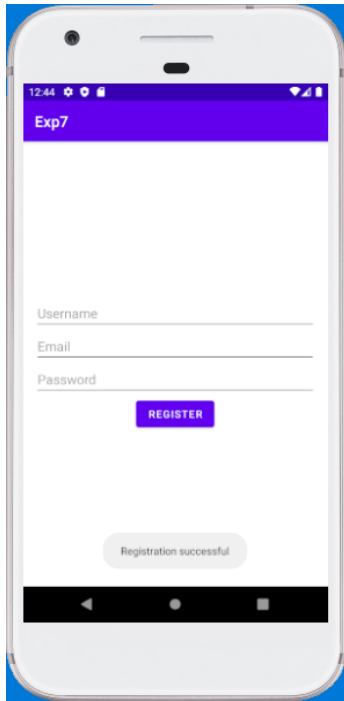 12:44
Exp7
Username
Email
Password
REGISTER
Registration successful